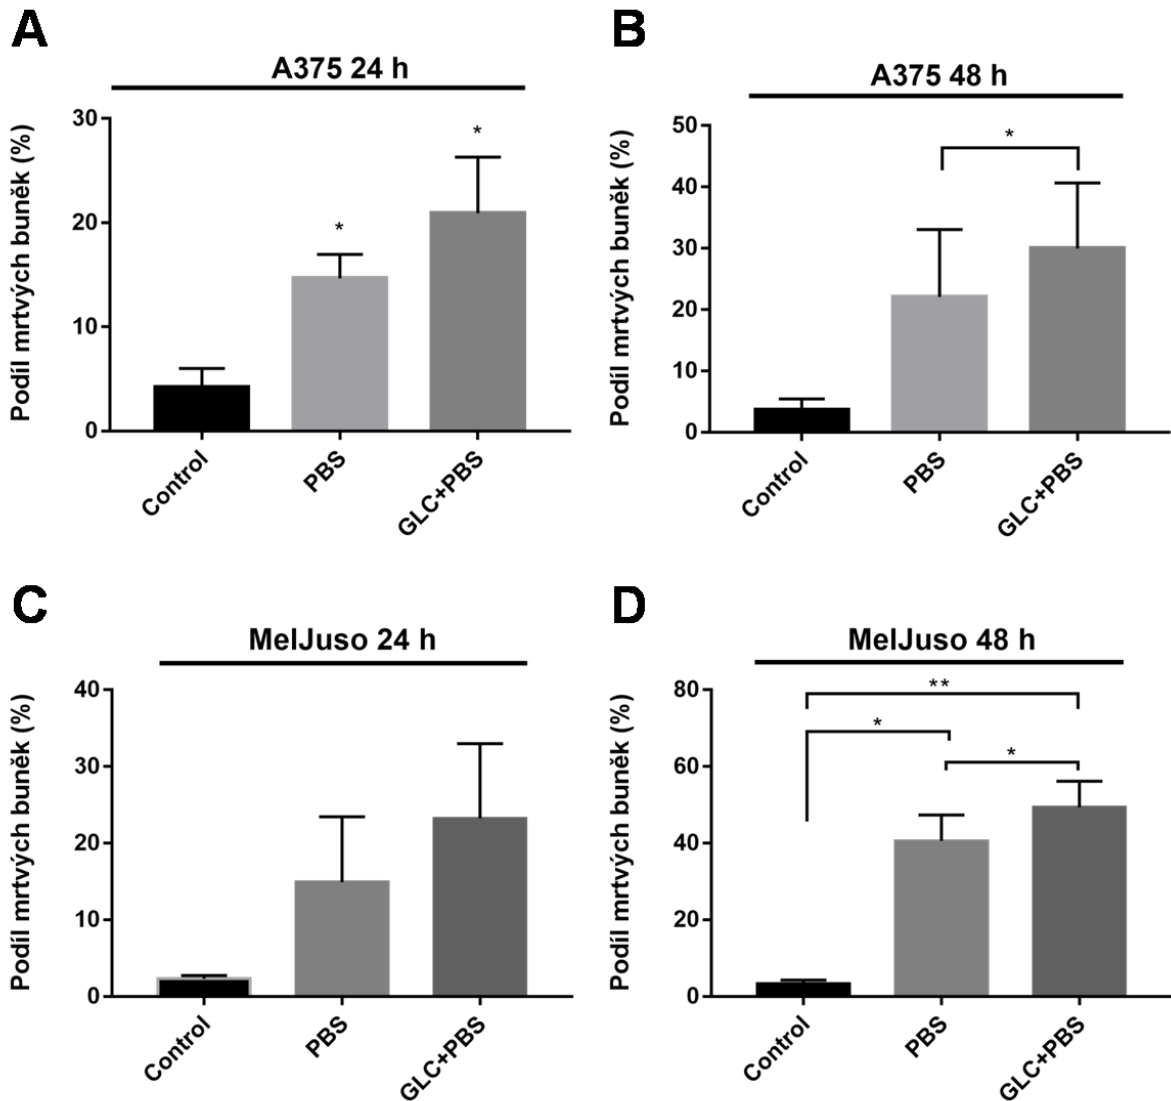 A
A375 24 h
Podíl mrtvých buněk (%)
30
20
10
0
*
*
Control
PBS
GLC+PBS
B
A375 48 h
Podíl mrtvých buněk (%)
50
40
30
20
10
0
*
Control
PBS
GLC+PBS
C
MelJuso 24 h
Podíl mrtvých buněk (%)
40
30
20
10
0
Control
PBS
GLC+PBS
D
MelJuso 48 h
Podíl mrtvých buněk (%)
80
60
40
20
0
**
*
*
Control
PBS
GLC+PBS